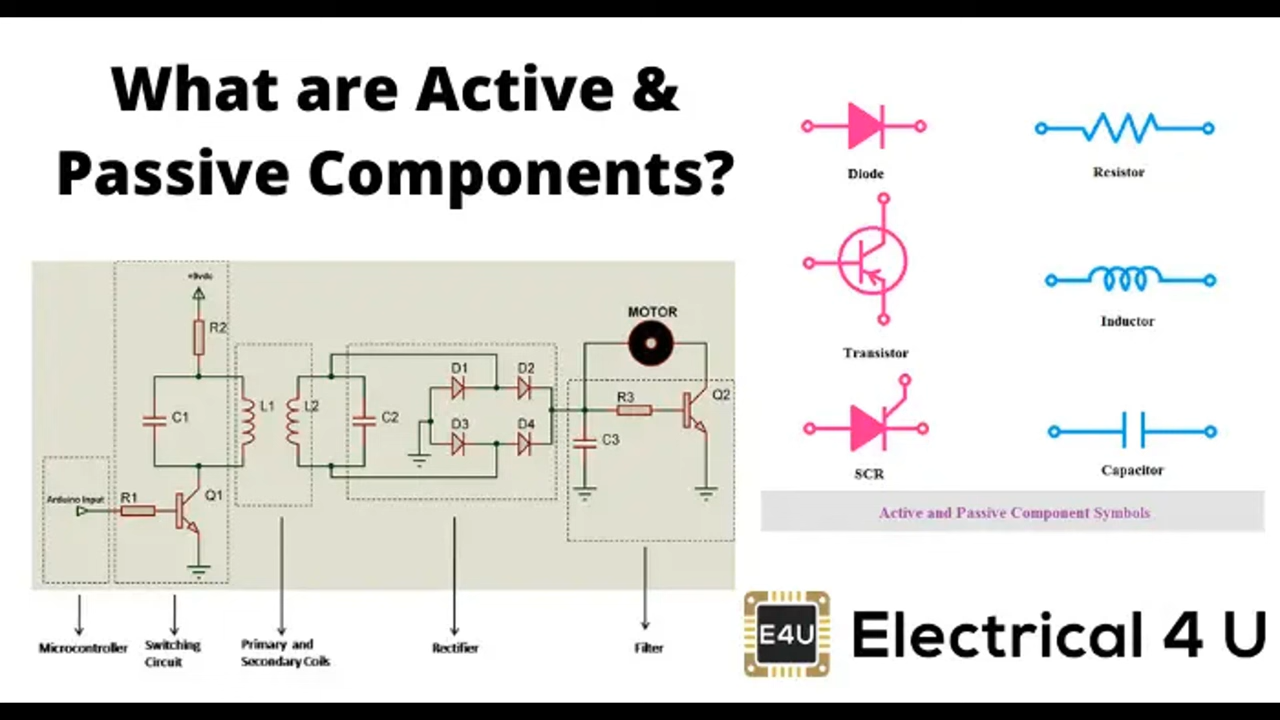 What are Active &
Passive Components?
Diode
Resistor
Transistor
Inductor
SCR
Capacitor
Active and Passive Component Symbols
+9vdc
R2
C1
L1
L2
C2
D1
D2
D3
D4
MOTOR
R3
Q2
C3
Arduino Input
R1
Q1
Microcontroller
Switching
Circuit
Primary and
Secondary Coils
Rectifier
Filter
E4U
Electrical 4 U